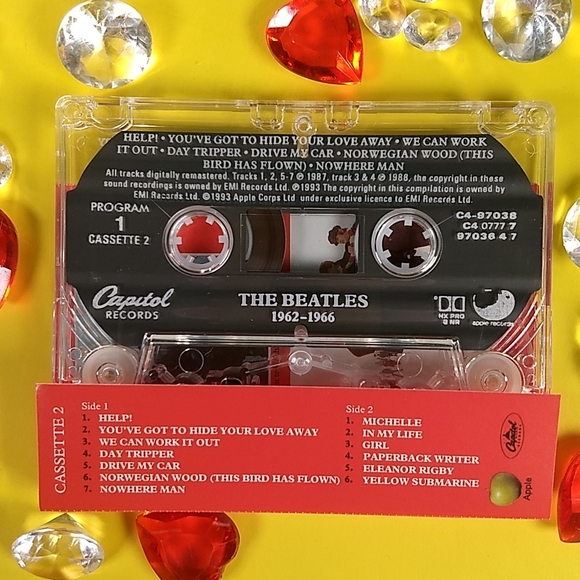 HELP! • YOU'VE GOT TO HIDE YOUR LOVE AWAY • WE CAN WORK
IT OUT • DAY TRIPPER • DRIVE MY CAR • NORWEGIAN WOOD (THIS
BIRD HAS FLOWN) • NOWHERE MAN
All tracks digitally remastered. Tracks 1, 2, 5-7 ℗ 1987, track 3 & 4 ℗ 1988, the copyright in these
sound recordings is owned by EMI Records Ltd. ℗1993 The copyright in this compilation is owned by
EMI Records Ltd. ©1993 Apple Corps Ltd under exclusive licence to EMI Records Ltd.
PROGRAM
1
CASSETTE 2
C4-97038
C4 0777 7
97036 4 7
Capitol
RECORDS
THE BEATLES
1962-1966
HX PRO
B NR
apple records
CASSETTE 2
Side 1
1. HELP!
2. YOU'VE GOT TO HIDE YOUR LOVE AWAY
3. WE CAN WORK IT OUT
4. DAY TRIPPER
5. DRIVE MY CAR
6. NORWEGIAN WOOD (THIS BIRD HAS FLOWN)
7. NOWHERE MAN
Side 2
1. MICHELLE
2. IN MY LIFE
3. GIRL
4. PAPERBACK WRITER
5. ELEANOR RIGBY
6. YELLOW SUBMARINE
Capitol
Apple